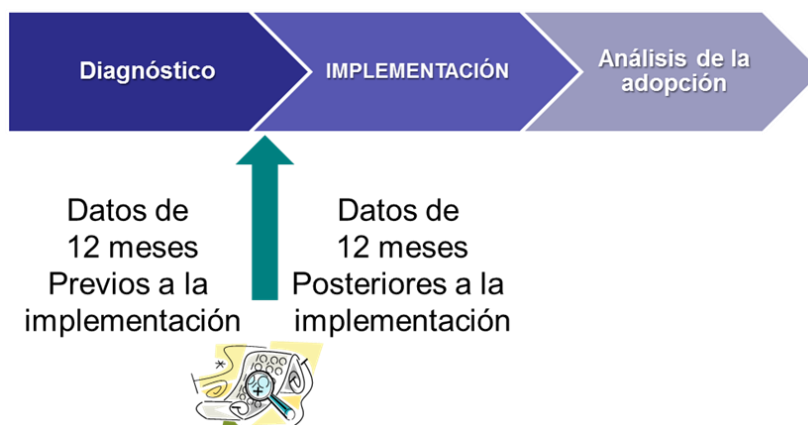 Diagnóstico
IMPLEMENTACIÓN
Análisis de la
adopción
Datos de
12 meses
Previos a la
implementación
Datos de
12 meses
Posteriores a la
implementación